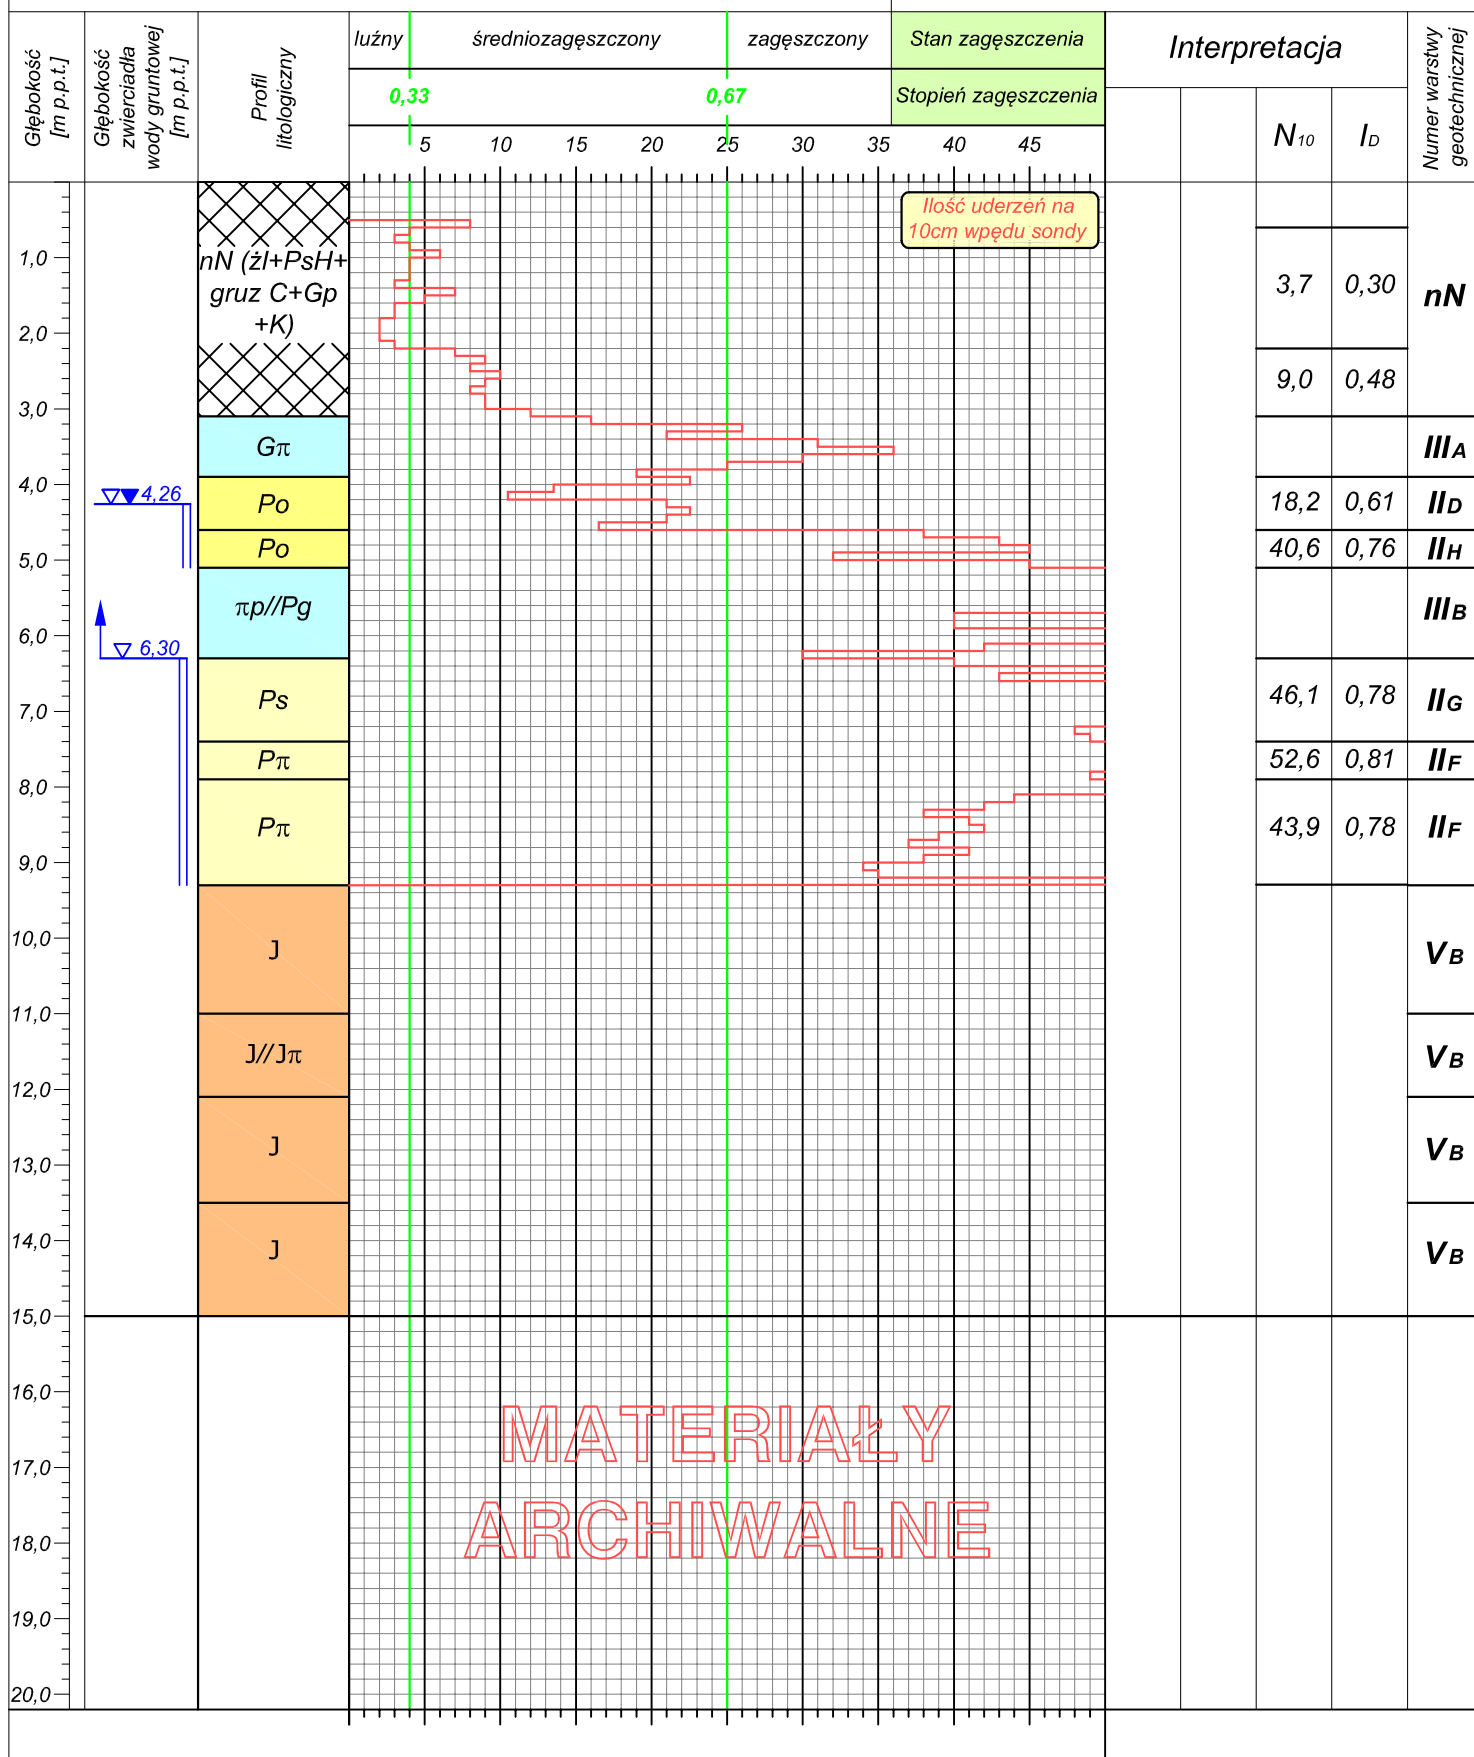 Głębokość
[m p.p.t.]
Głębokość
zwierciadła
wody gruntowej
[m p.p.t.]
Profil
litologiczny
luźny
średniozagęszczony
zagęszczony
Stan zagęszczenia
0,33
0,67
Stopień zagęszczenia
5 10 15 20 25 30 35 40 45
Interpretacja
N10
ID
Numer warstwy
geotechnicznej
Ilość uderzeń na
10cm wpędu sondy
1,0
2,0
3,0
4,0
5,0
6,0
7,0
8,0
9,0
10,0
11,0
12,0
13,0
14,0
15,0
16,0
17,0
18,0
19,0
20,0
4,26
6,30
nN (żl+PsH+
gruz C+Gp
+K)
Gπ
Po
Po
πp//Pg
Ps
Pπ
Pπ
J
J//Jπ
J
J
3,7 0,30 nN
9,0 0,48
IIIA
18,2 0,61 IID
40,6 0,76 IIH
IIIB
46,1 0,78 IIG
52,6 0,81 IIF
43,9 0,78 IIF
VB
VB
VB
VB
MATERIAŁY
ARCHIWALNE